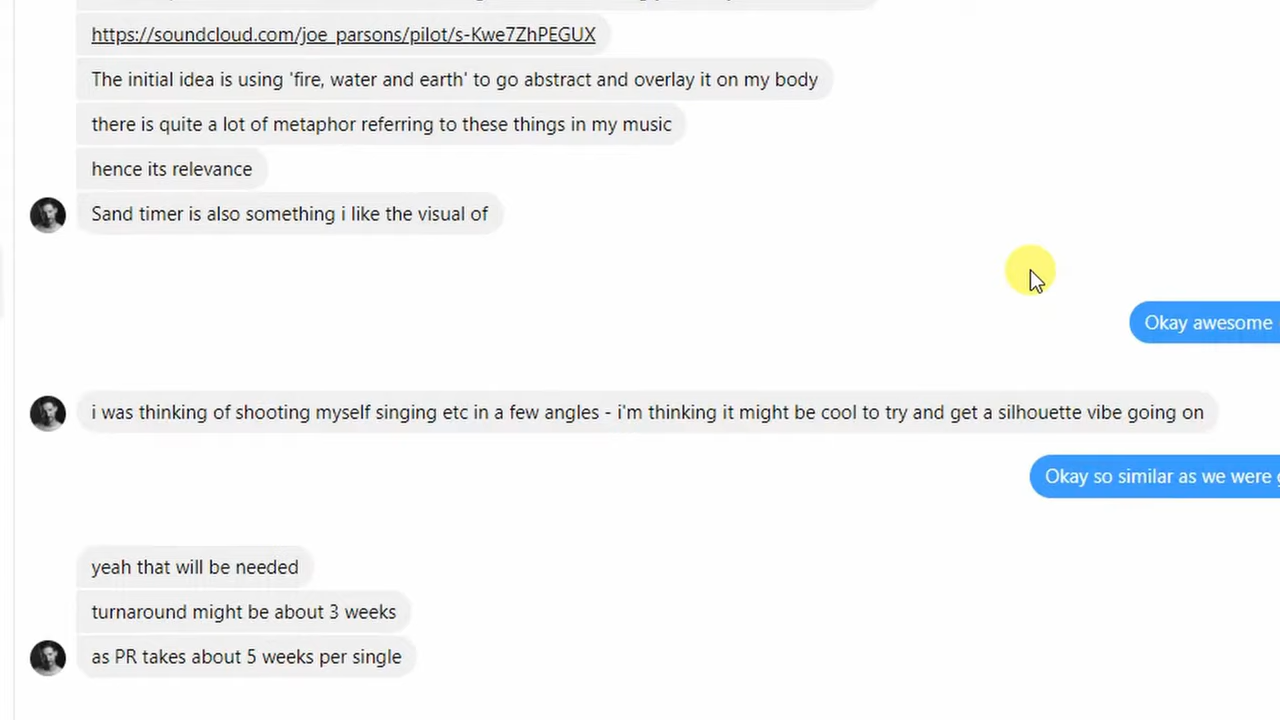 https://soundcloud.com/joe_parsons/pilot/s-Kwe7ZhPEGUX
The initial idea is using 'fire, water and earth' to go abstract and overlay it on my body
there is quite a lot of metaphor referring to these things in my music
hence its relevance
Sand timer is also something i like the visual of
Okay awesome
i was thinking of shooting myself singing etc in a few angles - i'm thinking it might be cool to try and get a silhouette vibe going on
Okay so similar as we were
yeah that will be needed
turnaround might be about 3 weeks
as PR takes about 5 weeks per single